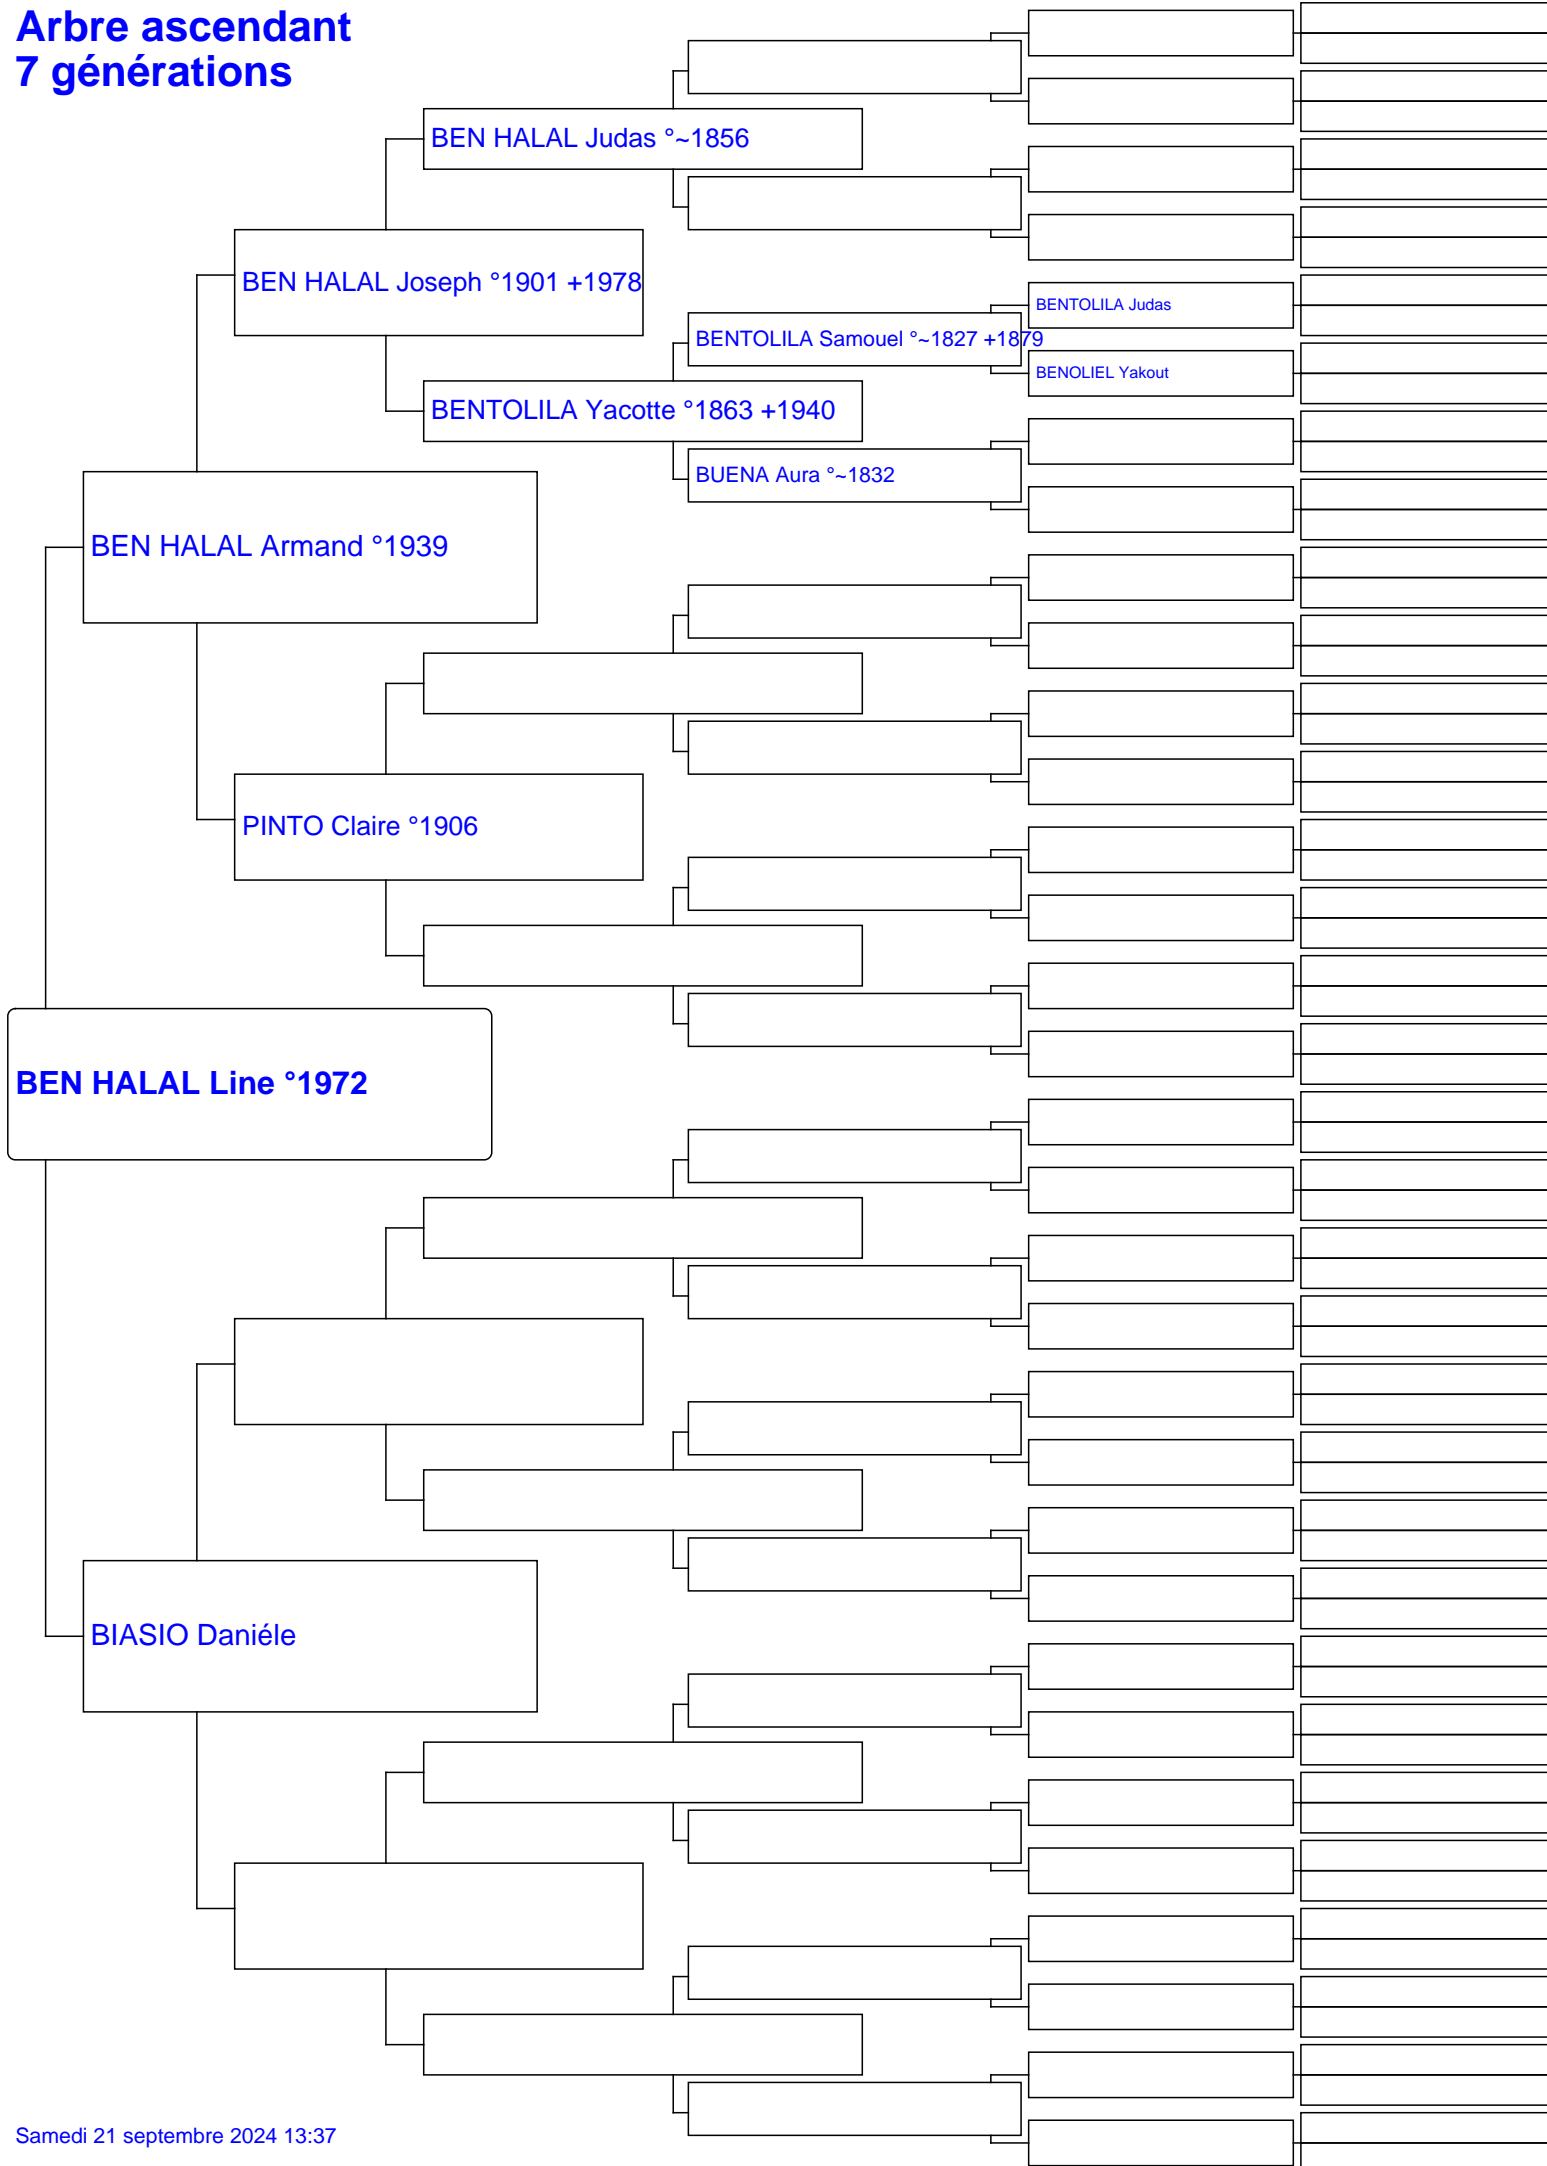 Arbre ascendant
7 générations
BEN HALAL Judas °~1856
BEN HALAL Joseph °1901 +1978
BENTOLILA Judas
BENTOLILA Samouel °~1827 +1879
BENOLIEL Yakout
BENTOLILA Yacotte °1863 +1940
BUENA Aura °~1832
BEN HALAL Armand °1939
PINTO Claire °1906
BEN HALAL Line °1972
BIASIO Daniéle
Samedi 21 septembre 2024 13:37